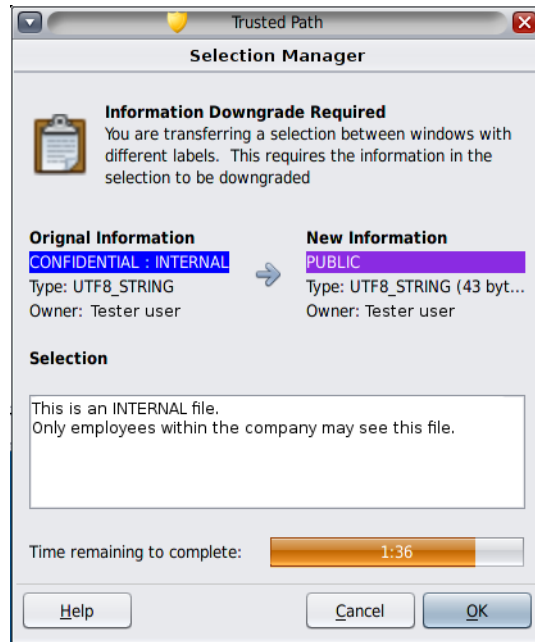 Trusted Path
Selection Manager
Information Downgrade Required
You are transferring a selection between windows with
different labels.  This requires the information in the
selection to be downgraded
Orignal Information
CONFIDENTIAL : INTERNAL
Type: UTF8_STRING
Owner: Tester user
New Information
PUBLIC
Type: UTF8_STRING (43 byt...
Owner: Tester user
Selection
This is an INTERNAL file.
Only employees within the company may see this file.
Time remaining to complete:
1:36
Help
Cancel
OK